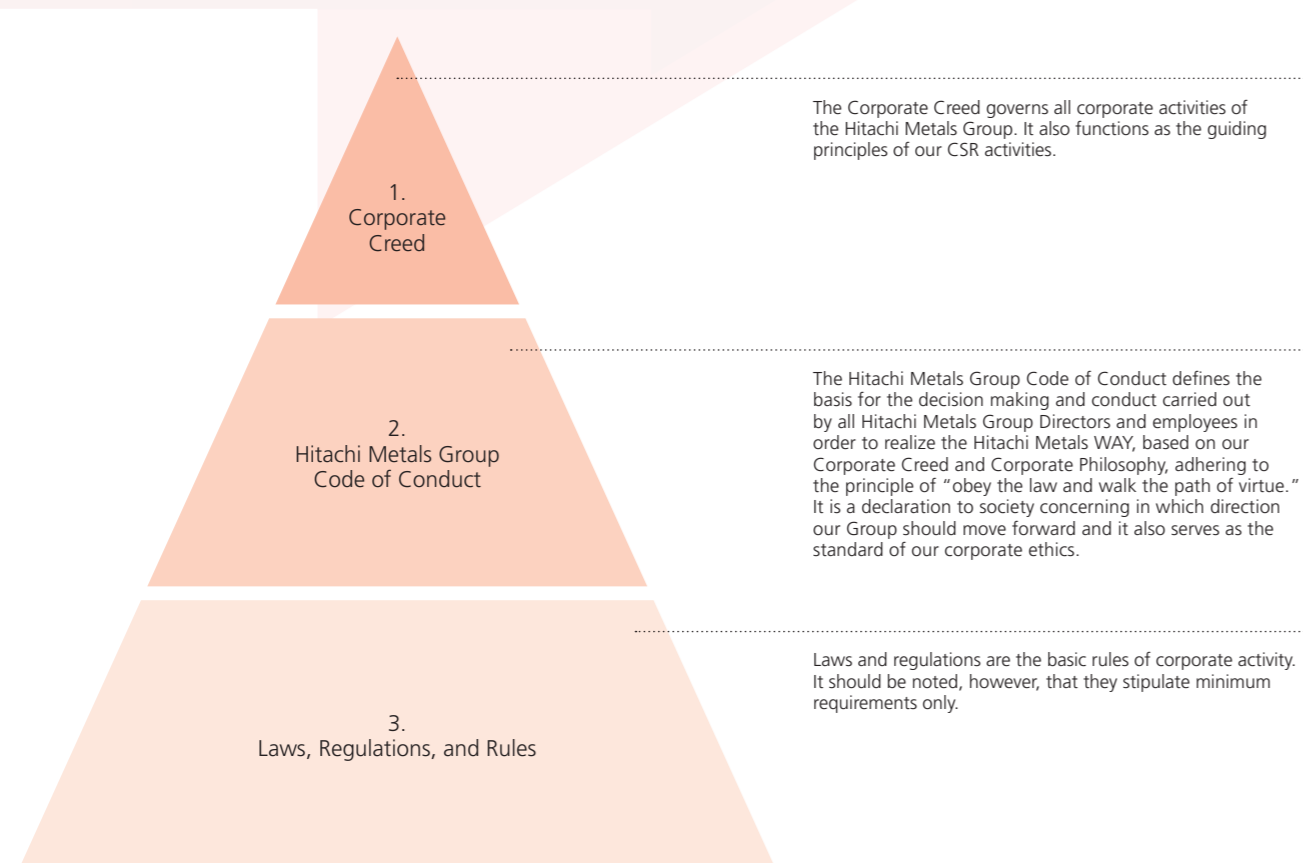 1.
Corporate
Creed
The Corporate Creed governs all corporate activities of
the Hitachi Metals Group. It also functions as the guiding
principles of our CSR activities.
2.
Hitachi Metals Group
Code of Conduct
The Hitachi Metals Group Code of Conduct defines the
basis for the decision making and conduct carried out
by all Hitachi Metals Group Directors and employees in
order to realize the Hitachi Metals WAY, based on our
Corporate Creed and Corporate Philosophy, adhering to
the principle of “obey the law and walk the path of virtue.”
It is a declaration to society concerning in which direction
our Group should move forward and it also serves as the
standard of our corporate ethics.
3.
Laws, Regulations, and Rules
Laws and regulations are the basic rules of corporate activity.
It should be noted, however, that they stipulate minimum
requirements only.